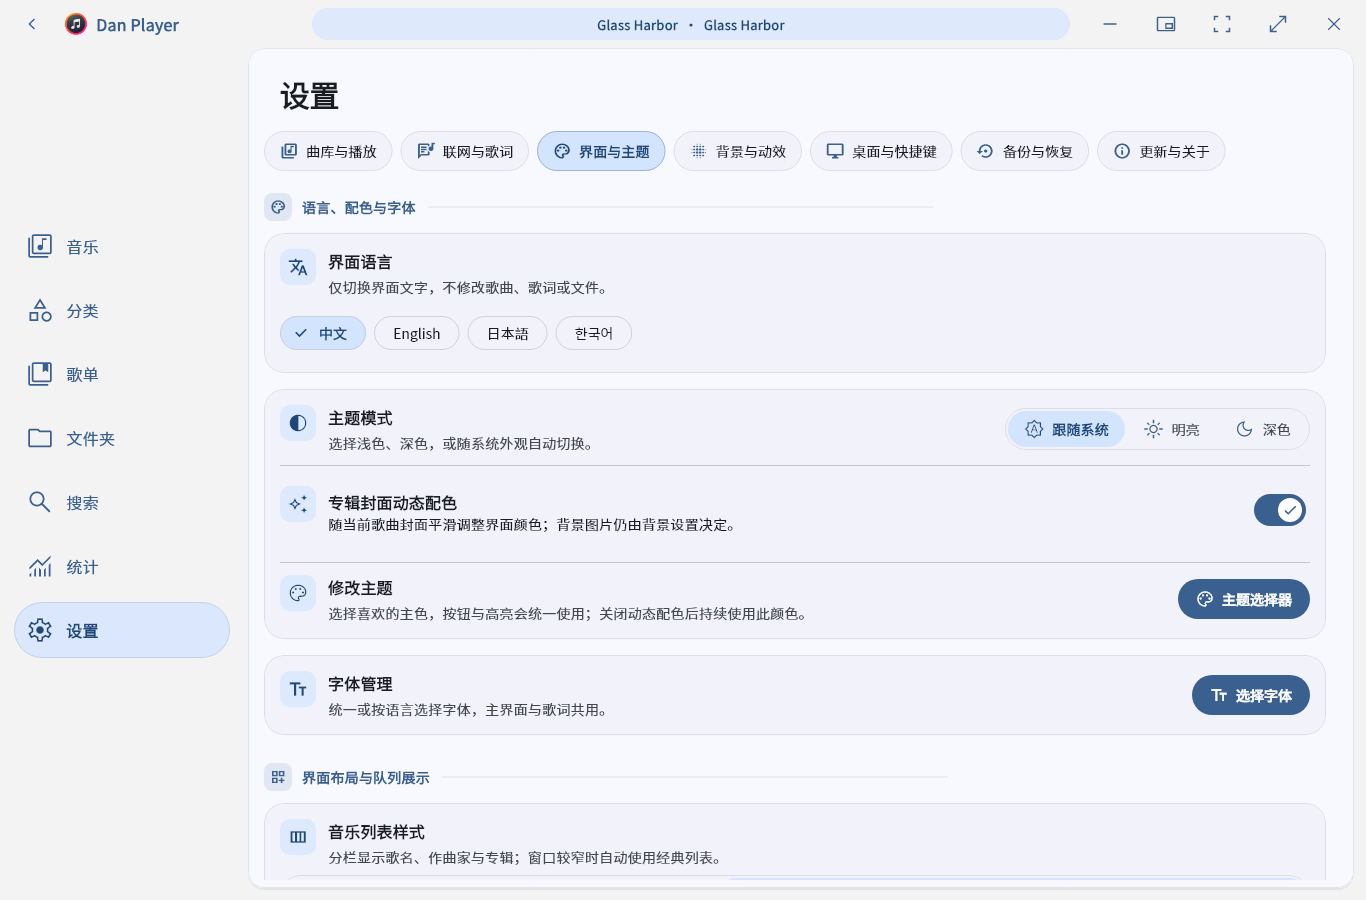 Dan Player
Glass Harbor • Glass Harbor
设置
曲库与播放
联网与歌词
界面与主题
背景与动效
桌面与快捷键
备份与恢复
更新与关于
音乐
分类
歌单
文件夹
搜索
统计
设置
语言、配色与字体
界面语言
仅切换界面文字，不修改歌曲、歌词或文件。
中文
English
日本語
한국어
主题模式
选择浅色、深色，或随系统外观自动切换。
跟随系统
明亮
深色
专辑封面动态配色
随当前歌曲封面平滑调整界面颜色；背景图片仍由背景设置决定。
修改主题
选择喜欢的主色，按钮与高亮会统一使用；关闭动态配色后持续使用此颜色。
主题选择器
字体管理
统一或按语言选择字体，主界面与歌词共用。
选择字体
界面布局与队列展示
音乐列表样式
分栏显示歌名、作曲家与专辑；窗口较窄时自动使用经典列表。